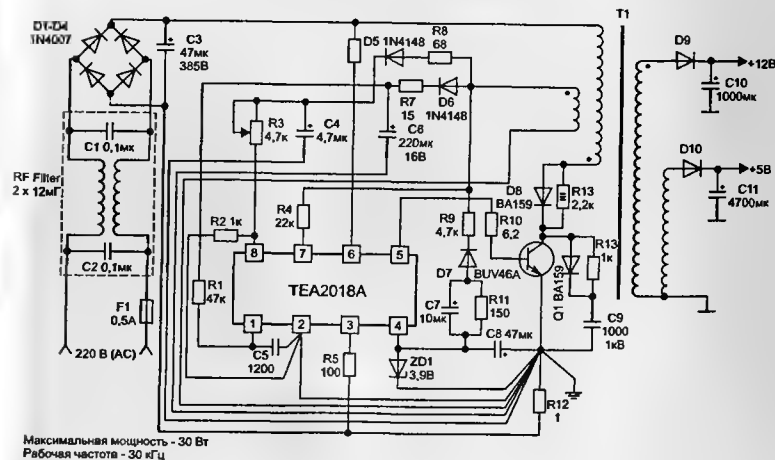 D1-D4
1N4007
C3
47мк
385В
D5 1N4148
R8
68
T1
D9
+12В
C10
1000мк
R3
4,7к
C4
4,7мк
R7
15
D6
1N4148
C6
220мк
16В
C1 0,1мк
RF Filter
2 x 12мГ
C2 0,1мк
F1
0,5A
220 В (AC)
D10
+5В
C11
4700мк
D8
BA159
R13
2,2к
R2 1к
R4
22к
R9
4,7к
R10
6,2
8
7
6
5
TEA2018A
1
2
3
4
R1
47к
D7
BUV46A
Q1 BA159
R13
1к
C7
10мк
R11
150
C9
1000
1кВ
C5
1200
R5
100
C8
47мк
ZD1
3,9В
R12
1
Максимальная мощность - 30 Вт
Рабочая частота - 30 кГц